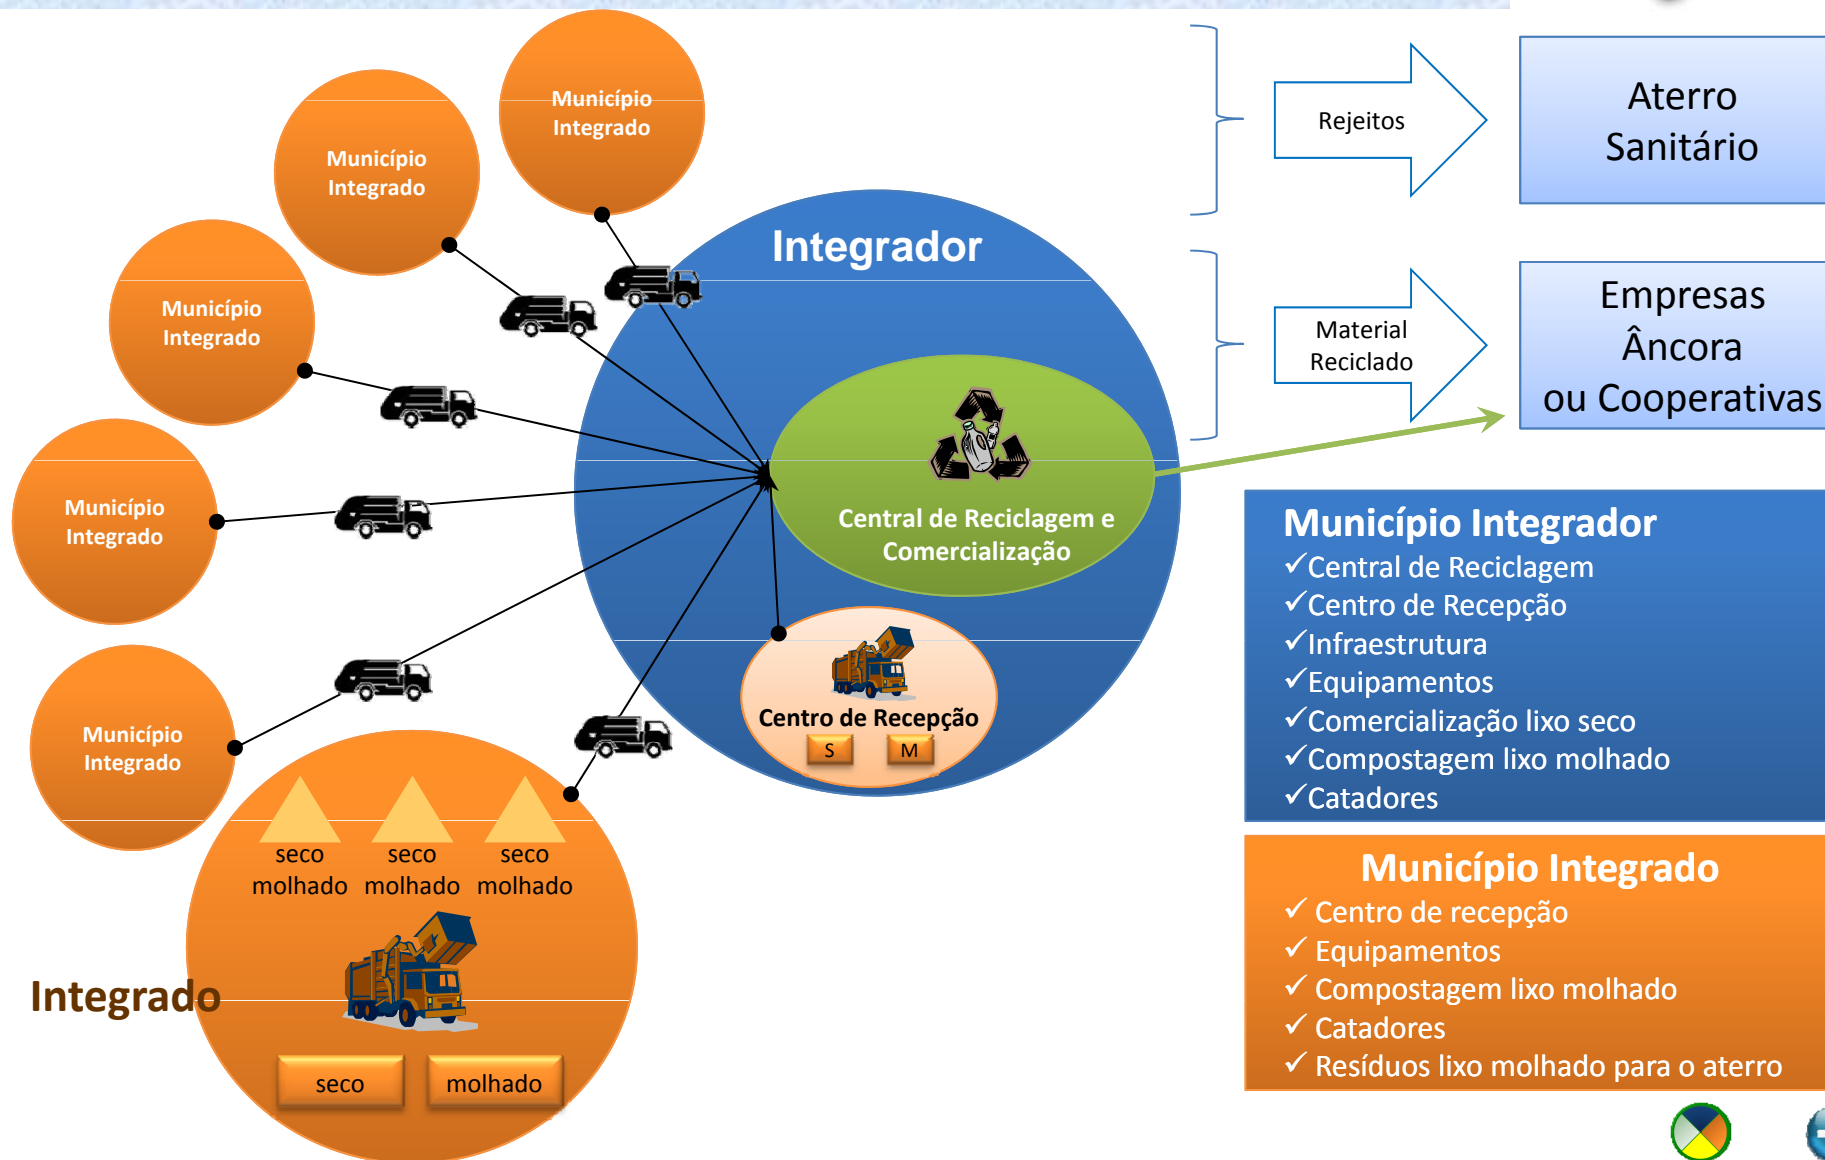 Município
Integrado
Município
Integrado
Município
Integrado
Município
Integrado
Município
Integrado
Integrado
seco
molhado
seco
molhado
seco
molhado
seco
molhado
Integrador
Central de Reciclagem e
Comercialização
Centro de Recepção
S
M
Rejeitos
Aterro
Sanitário
Material
Reciclado
Empresas
Âncora
ou Cooperativas
Município Integrador
✓Central de Reciclagem
✓Centro de Recepção
✓Infraestrutura
✓Equipamentos
✓Comercialização lixo seco
✓Compostagem lixo molhado
✓Catadores
Município Integrado
✓ Centro de recepção
✓ Equipamentos
✓ Compostagem lixo molhado
✓ Catadores
✓ Resíduos lixo molhado para o aterro